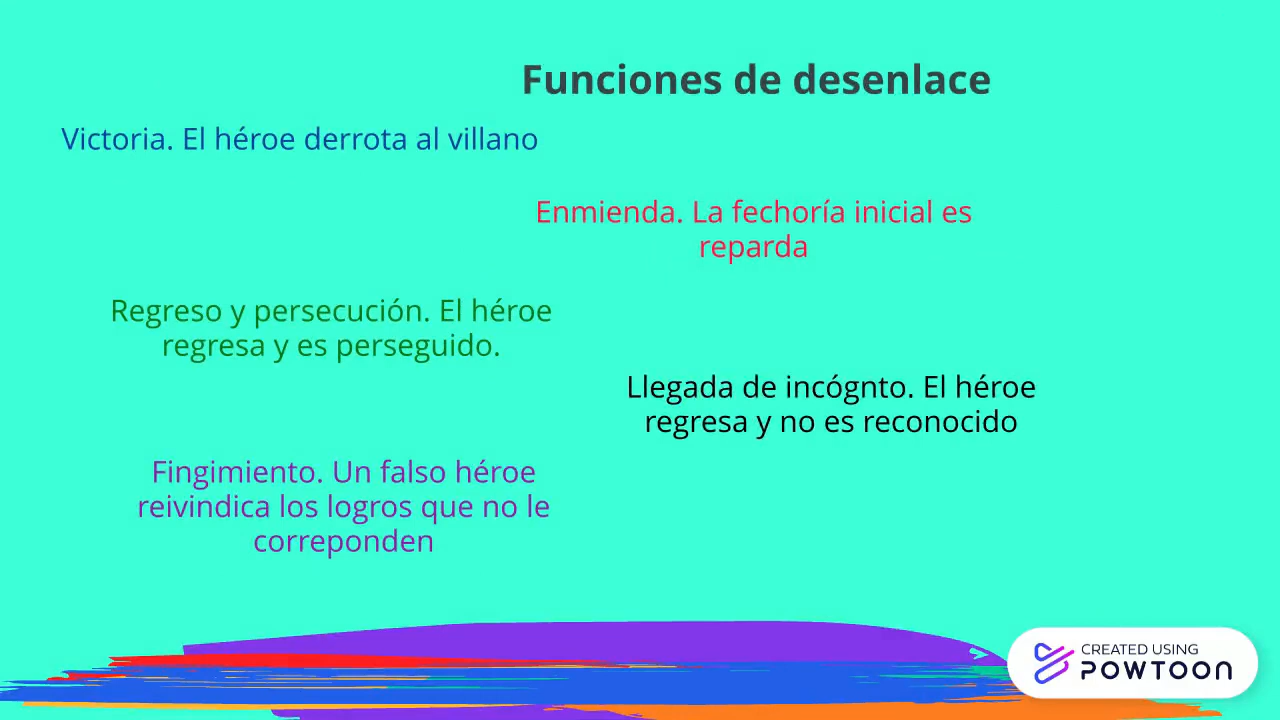 Funciones de desenlace
Victoria. El héroe derrota al villano
Enmienda. La fechoría inicial es
reparda
Regreso y persecución. El héroe
regresa y es perseguido.
Llegada de incógnto. El héroe
regresa y no es reconocido
Fingimiento. Un falso héroe
reivindica los logros que no le
correponden
CREATED USING
POWTOON